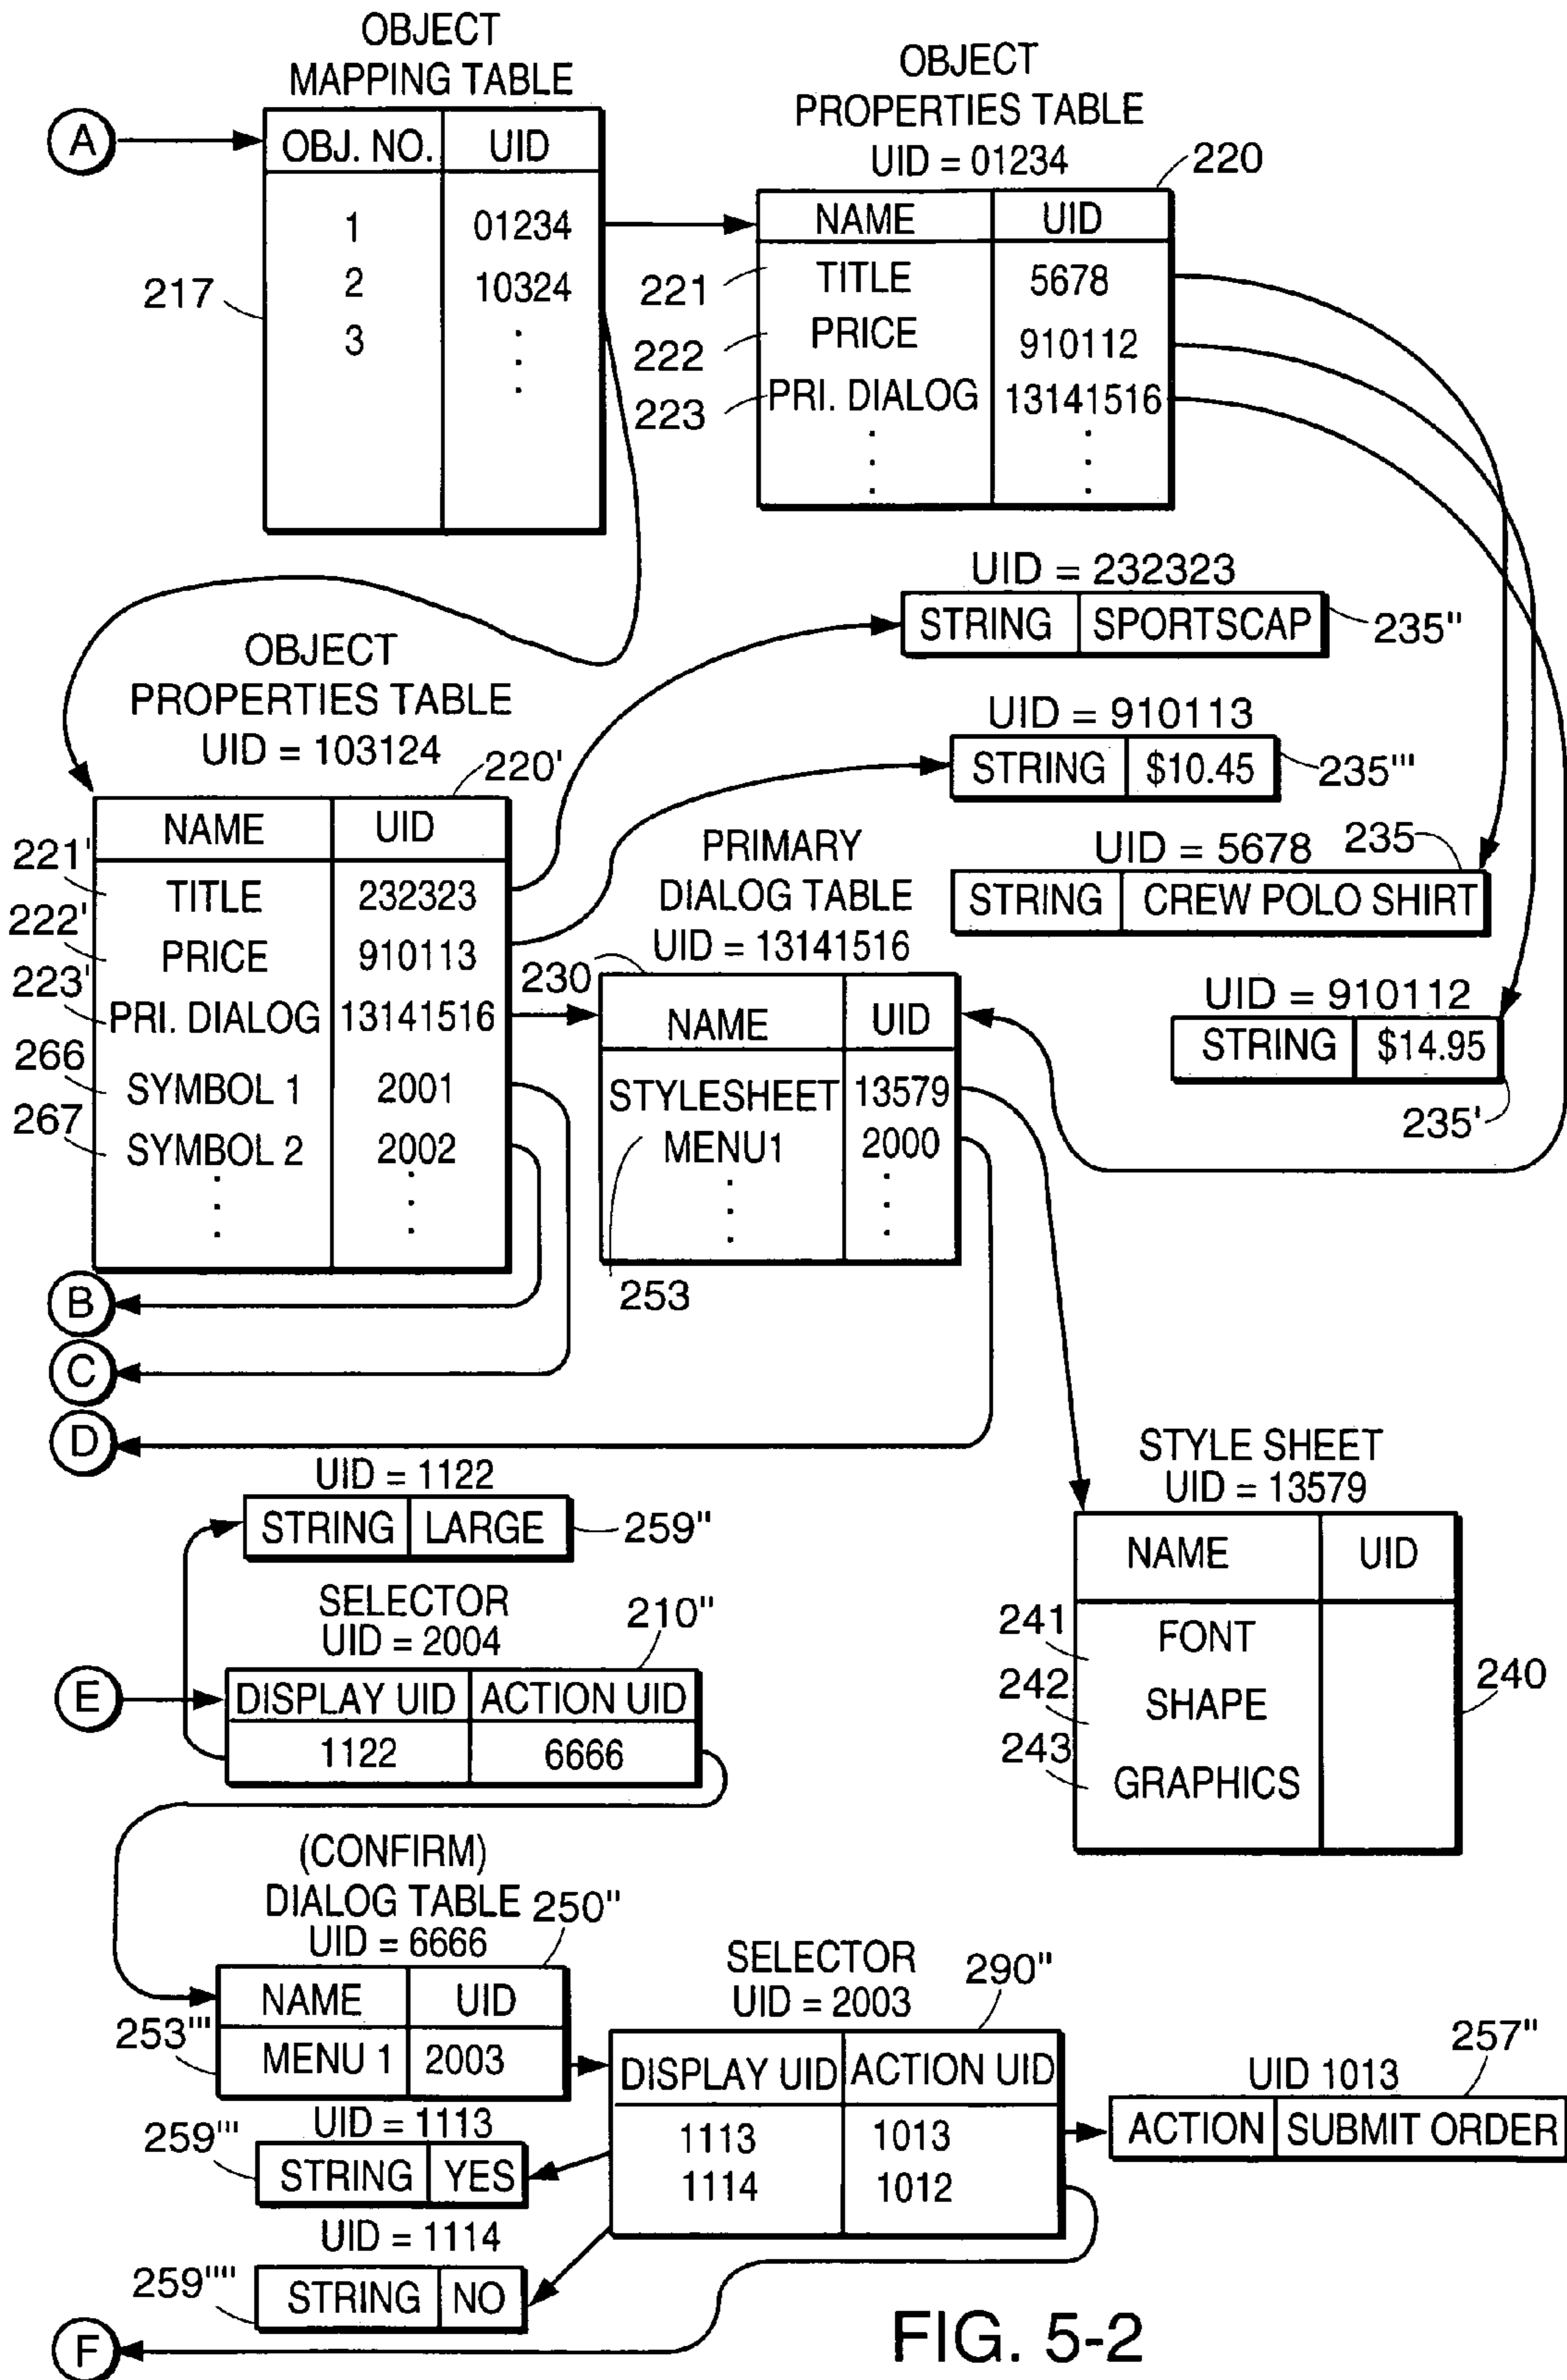 OBJECT
MAPPING TABLE
A
OBJ. NO. UID
1 01234
2 10324
3
217
OBJECT
PROPERTIES TABLE
UID = 01234
220
NAME UID
221 TITLE 5678
222 PRICE 910112
223 PRI. DIALOG 13141516
UID = 232323
STRING SPORTSCAP 235"
UID = 910113
STRING $10.45 235'''
UID = 5678 235
STRING CREW POLO SHIRT
UID = 910112
STRING $14.95
235'
OBJECT
PROPERTIES TABLE
UID = 103124
220'
NAME UID
221' TITLE 232323
222' PRICE 910113
223' PRI. DIALOG 13141516
266 SYMBOL 1 2001
267 SYMBOL 2 2002
PRIMARY
DIALOG TABLE
UID = 13141516
230
NAME UID
STYLESHEET 13579
MENU1 2000
253
B
C
D
STYLE SHEET
UID = 13579
NAME UID
241 FONT
242 SHAPE
243 GRAPHICS
240
UID = 1122
STRING LARGE 259"
SELECTOR
UID = 2004
210"
E
DISPLAY UID ACTION UID
1122 6666
(CONFIRM)
DIALOG TABLE
UID = 6666
250"
NAME UID
253''' MENU 1 2003
SELECTOR
UID = 2003
290"
DISPLAY UID ACTION UID
1113 1013
1114 1012
UID 1013
257"
ACTION SUBMIT ORDER
UID = 1113
259''' STRING YES
UID = 1114
259'''' STRING NO
F
FIG. 5-2